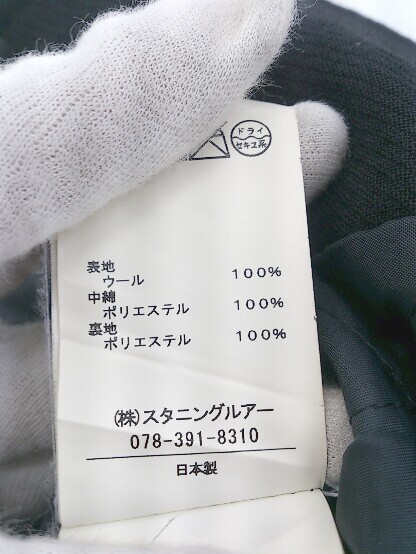 ドライ
セキユ系
表地
ウール 100%
中綿
ポリエステル 100%
裏地
ポリエステル 100%
(株)スタニングルアー
078-391-8310
日本製